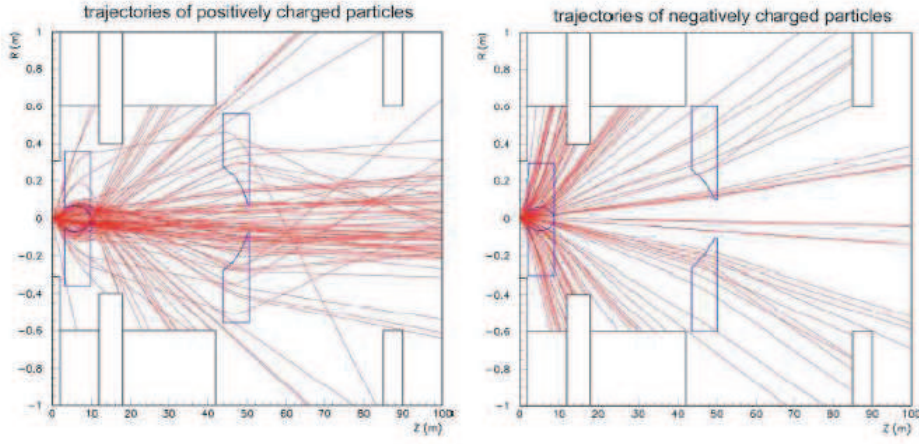 trajectories of positively charged particles
R (m)
1
0.8
0.6
0.4
0.2
0
−0.2
−0.4
−0.6
−0.8
−1
0 10 20 30 40 50 60 70 80 90 100
Z (m)
trajectories of negatively charged particles
R (m)
1
0.8
0.6
0.4
0.2
0
−0.2
−0.4
−0.6
−0.8
−1
0 10 20 30 40 50 60 70 80 90 100
Z (m)